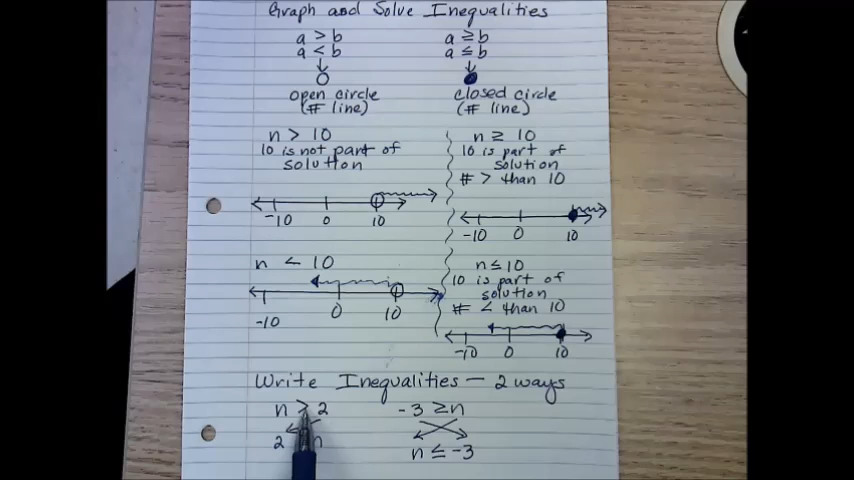 Graph and Solve Inequalities
a > b
a < b
open circle
(# line)
a ≥ b
a ≤ b
closed circle
(# line)
n > 10
10 is not part of
solution
-10 0 10
n ≥ 10
10 is part of
solution
# > than 10
-10 0 10
n < 10
-10 0 10
n ≤ 10
10 is part of
solution
# < than 10
-10 0 10
Write Inequalities - 2 ways
n > 2
2 n
-3 ≥ n
n ≤ -3